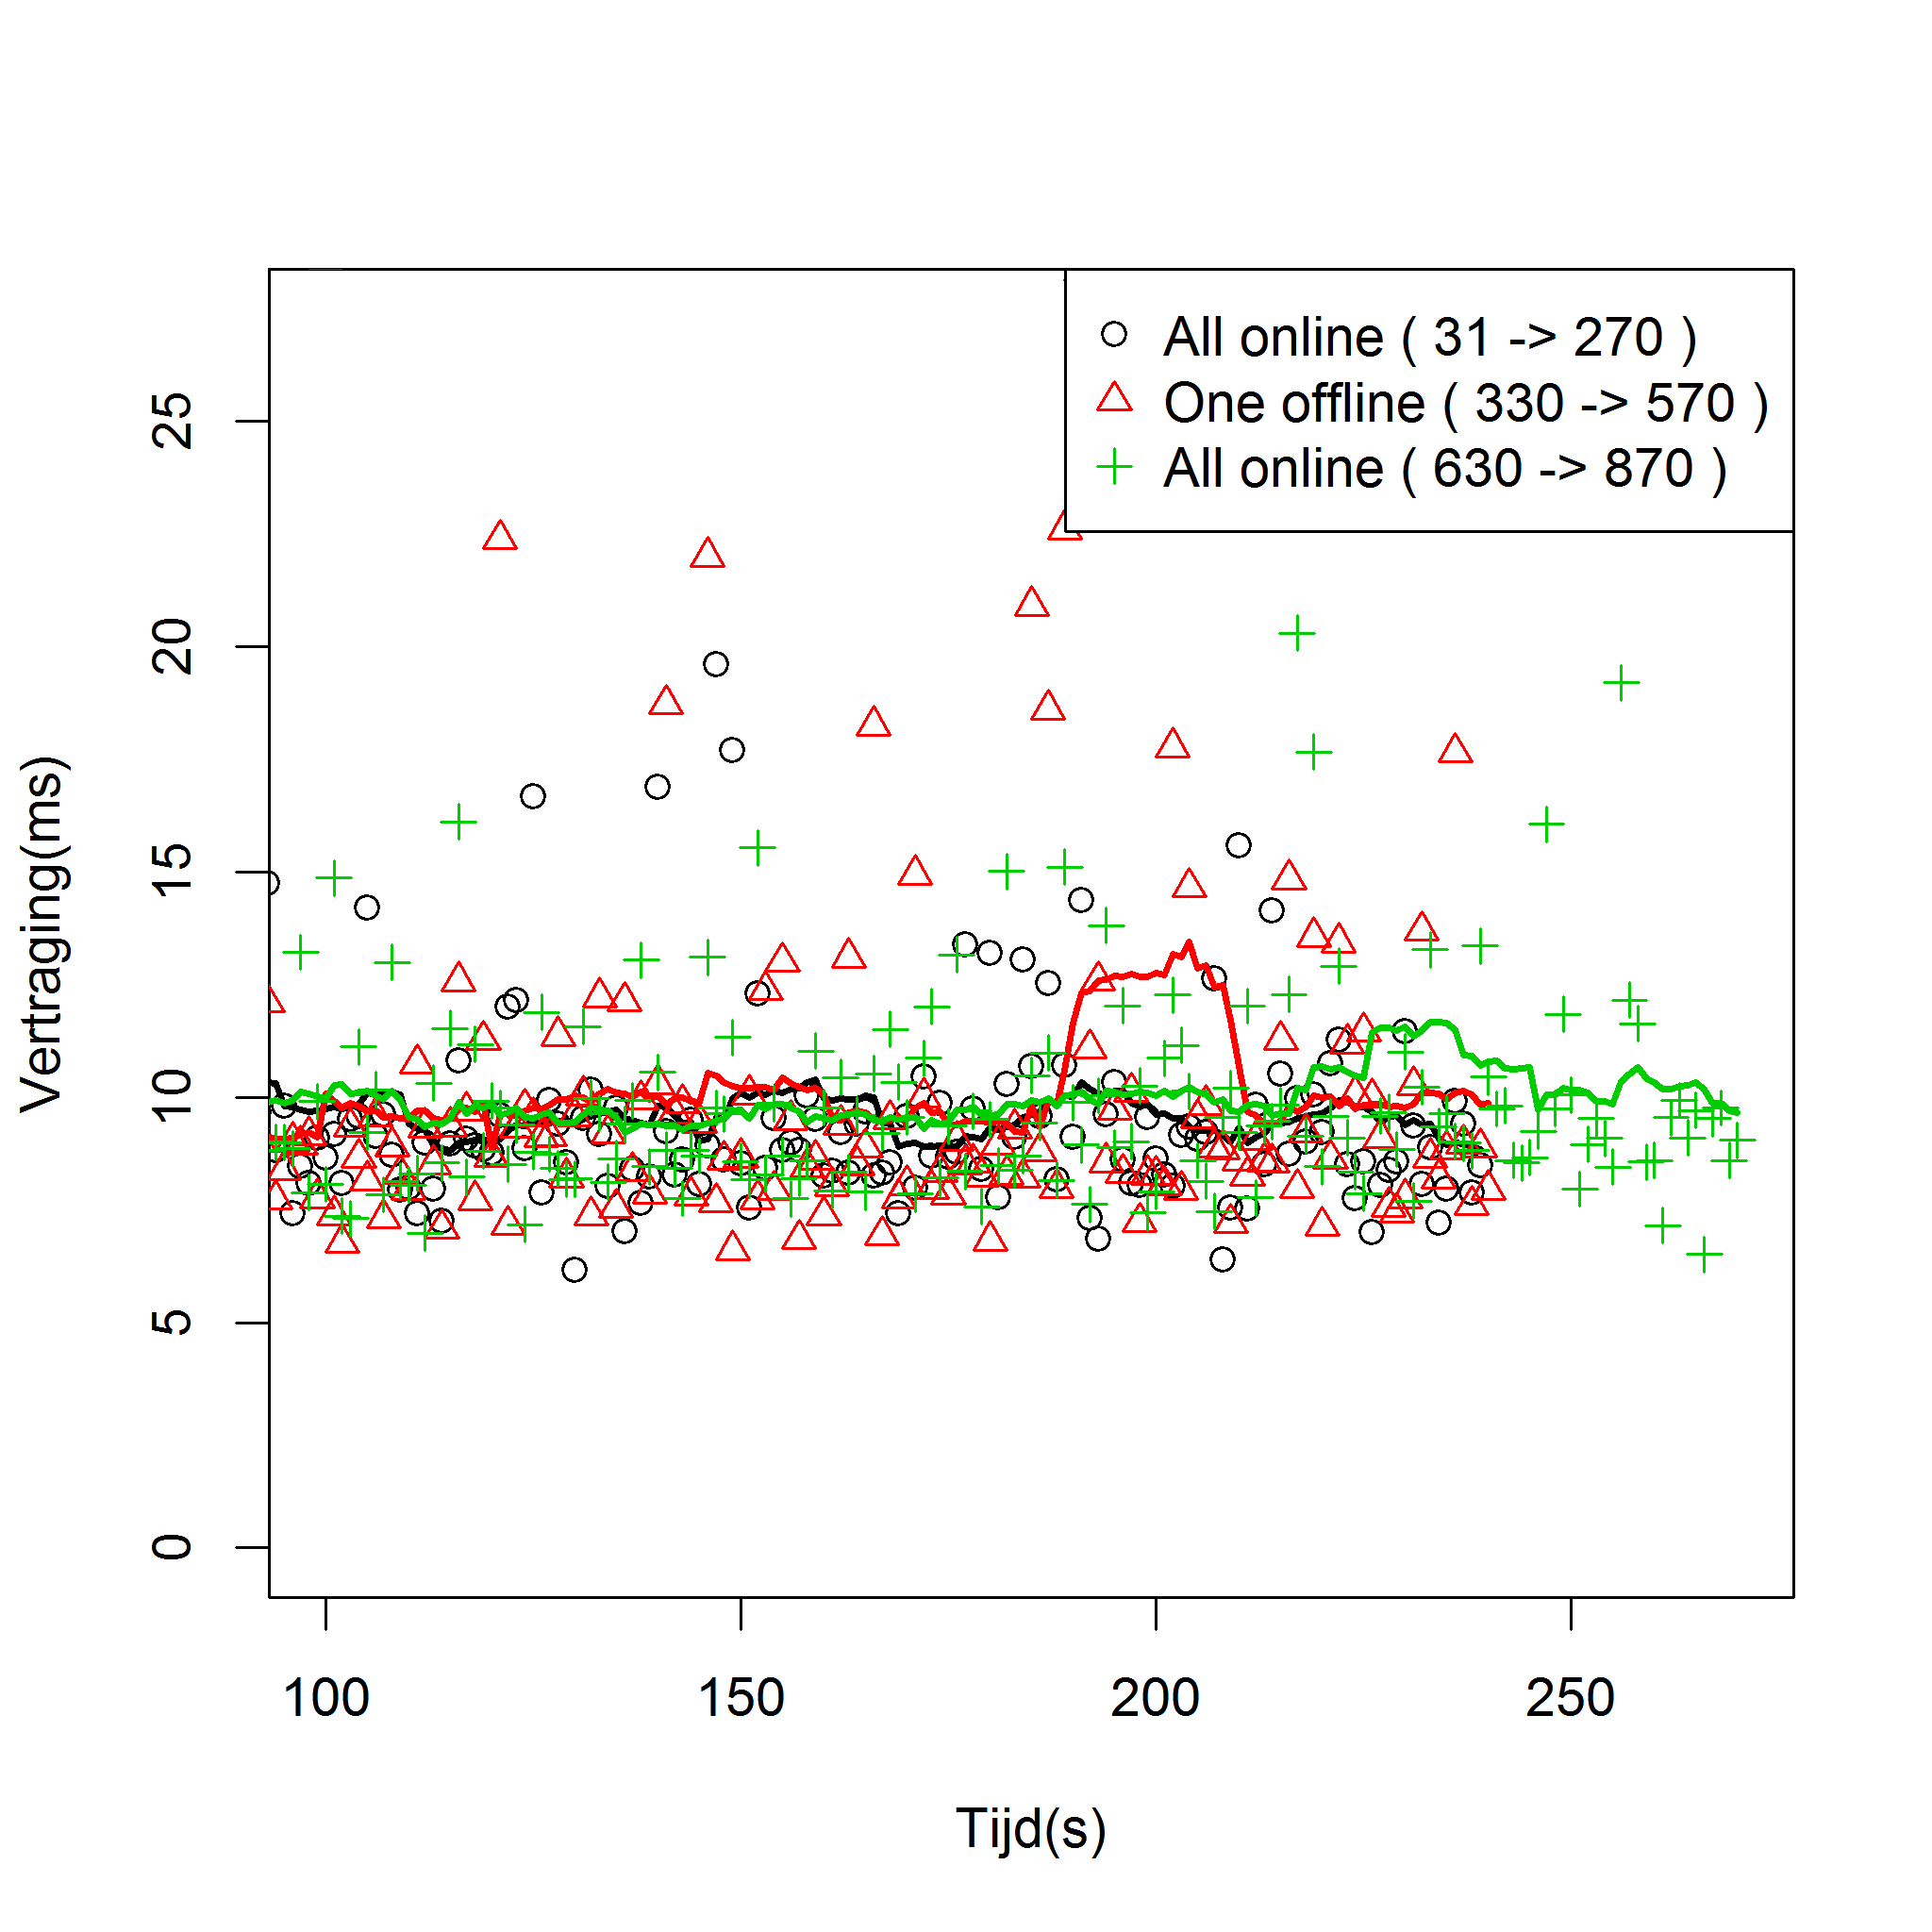 All online ( 31 -> 270 )
One offline ( 330 -> 570 )
All online ( 630 -> 870 )
Vertraging(ms)
25
20
15
10
5
0
100 150 200 250
Tijd(s)